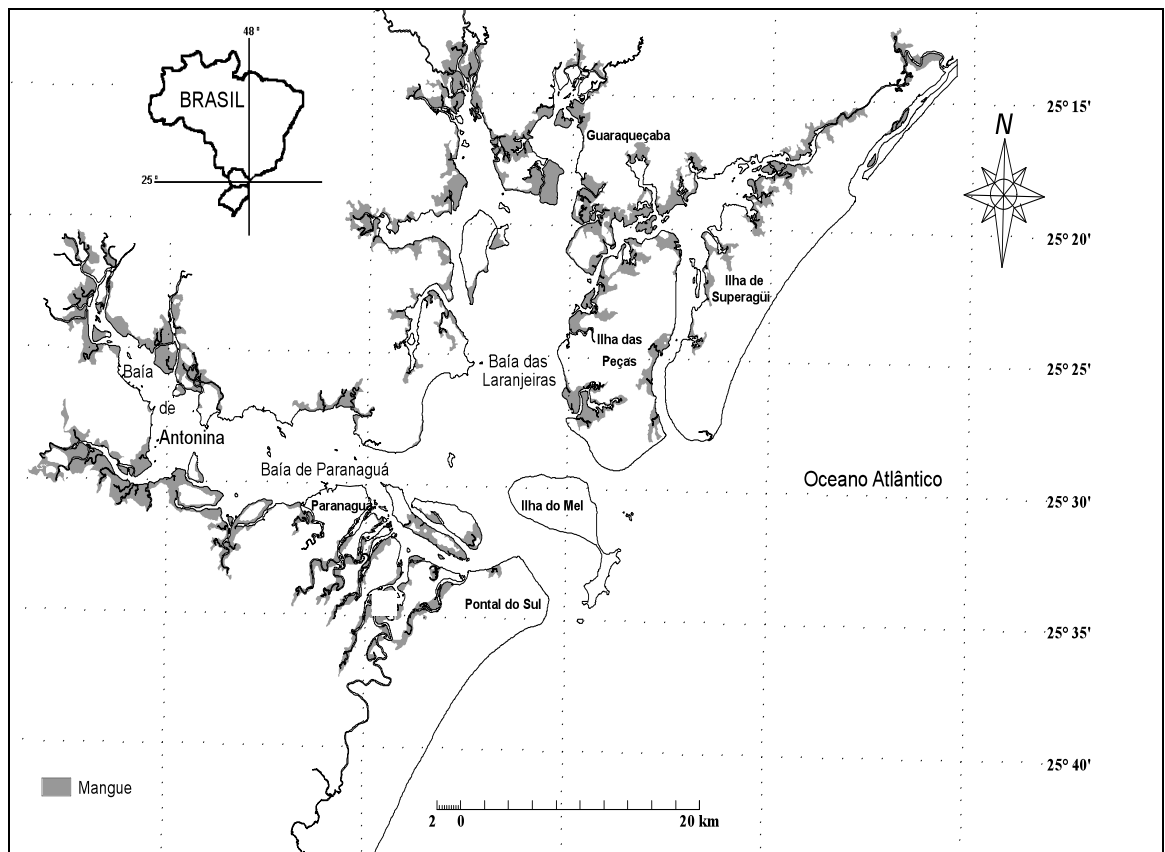 48°
BRASIL
25°
Guaraqueçaba
25° 15'
N
25° 20'
Ilha de
Superagüi
Ilha das
Peças
Baía das
Laranjeiras
25° 25'
Baía
de
Antonina
Baía de Paranaguá
Paranaguá
Ilha do Mel
Oceano Atlântico
25° 30'
Pontal do Sul
25° 35'
25° 40'
Mangue
2 0 20 km